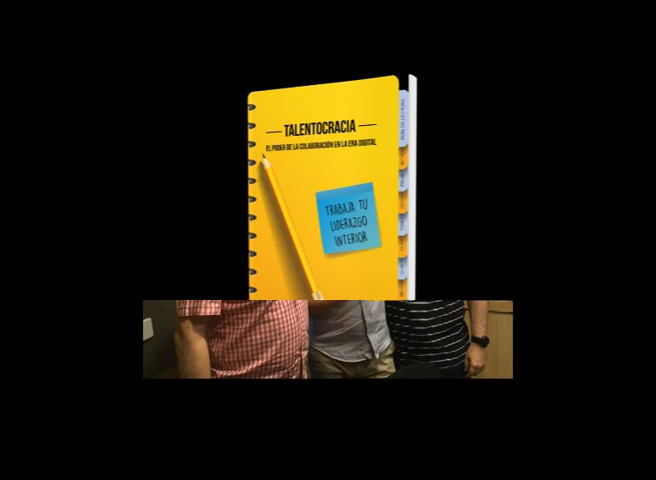 TALENTOCRACIA
EL PODER DE LA COLABORACIÓN EN LA ERA DIGITAL
TRABAJA TU
LIDERAZGO
INTERIOR